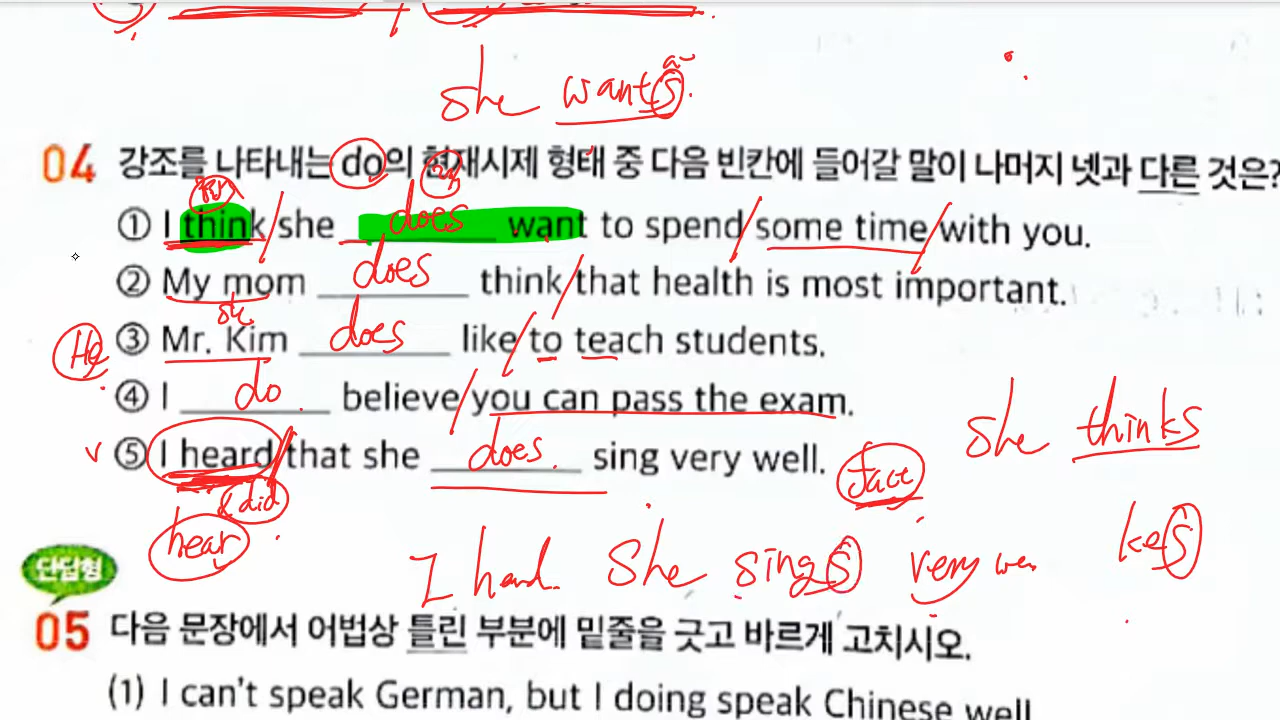 she wants.
04 강조를 나타내는 do의 현재시제 형태 중 다음 빈칸에 들어갈 말이 나머지 넷과 다른 것은?
① I think she does want to spend some time with you.
② My mom does think that health is most important.
③ Mr. Kim does like to teach students.
He
④ I do believe you can pass the exam.
she thinks
⑤ I heard that she does. sing very well.
fact
did
hear
I heard. She sings very well
단답형
05 다음 문장에서 어법상 틀린 부분에 밑줄을 긋고 바르게 고치시오.
(1) I can't speak German, but I doing speak Chinese well